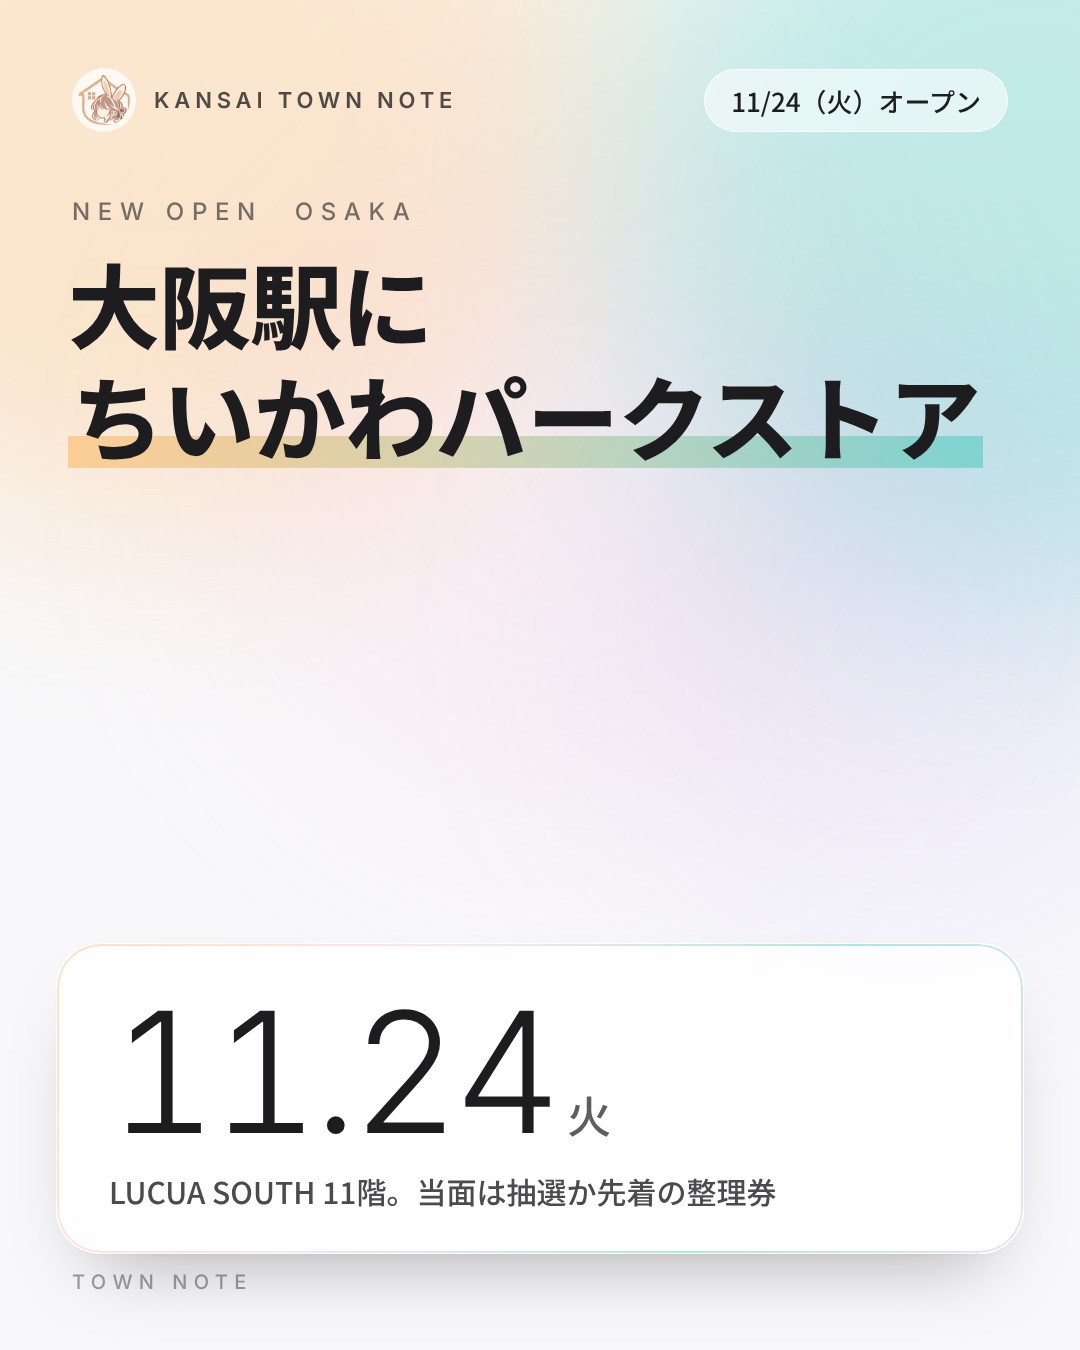 KANSAI TOWN NOTE
11/24（火）オープン
NEW OPEN OSAKA
大阪駅に
ちいかわパークストア
11.24 火
LUCUA SOUTH 11階。当面は抽選か先着の整理券
TOWN NOTE